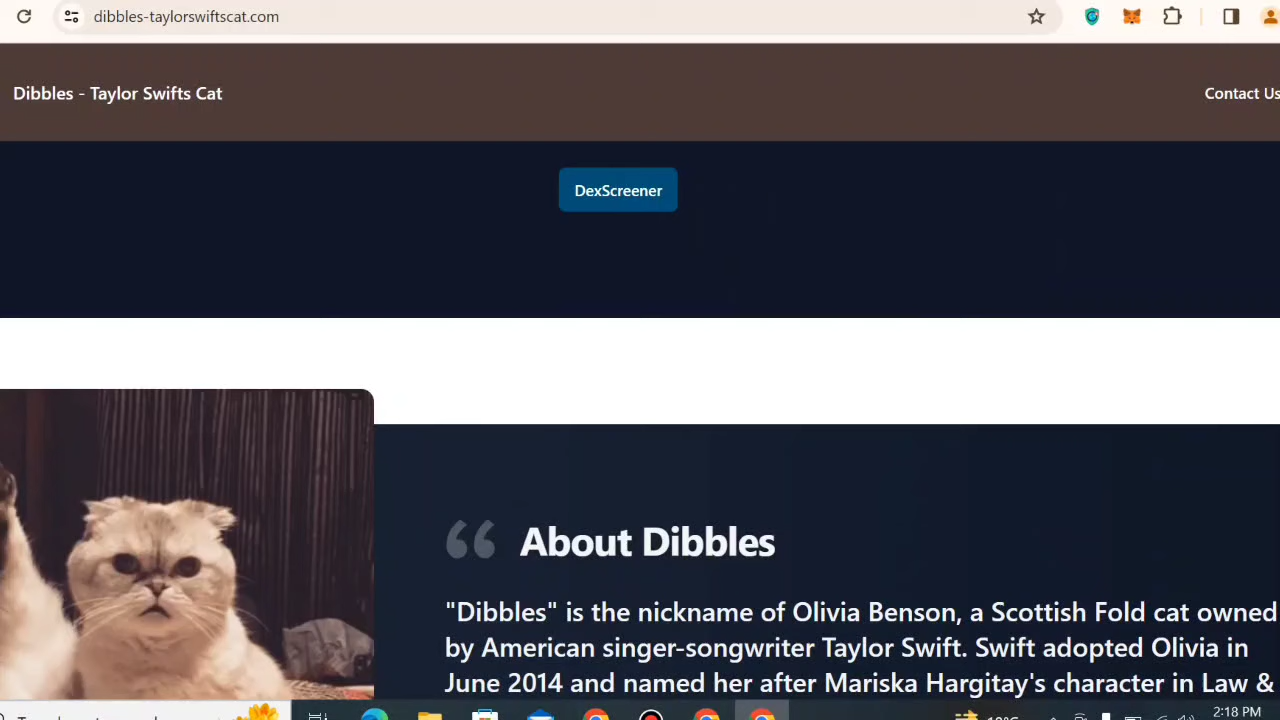 dibbles-taylorswiftscat.com
Dibbles - Taylor Swifts Cat
Contact Us
DexScreener
About Dibbles
"Dibbles" is the nickname of Olivia Benson, a Scottish Fold cat owned
by American singer-songwriter Taylor Swift. Swift adopted Olivia in
June 2014 and named her after Mariska Hargitay's character in Law &
2:18 PM